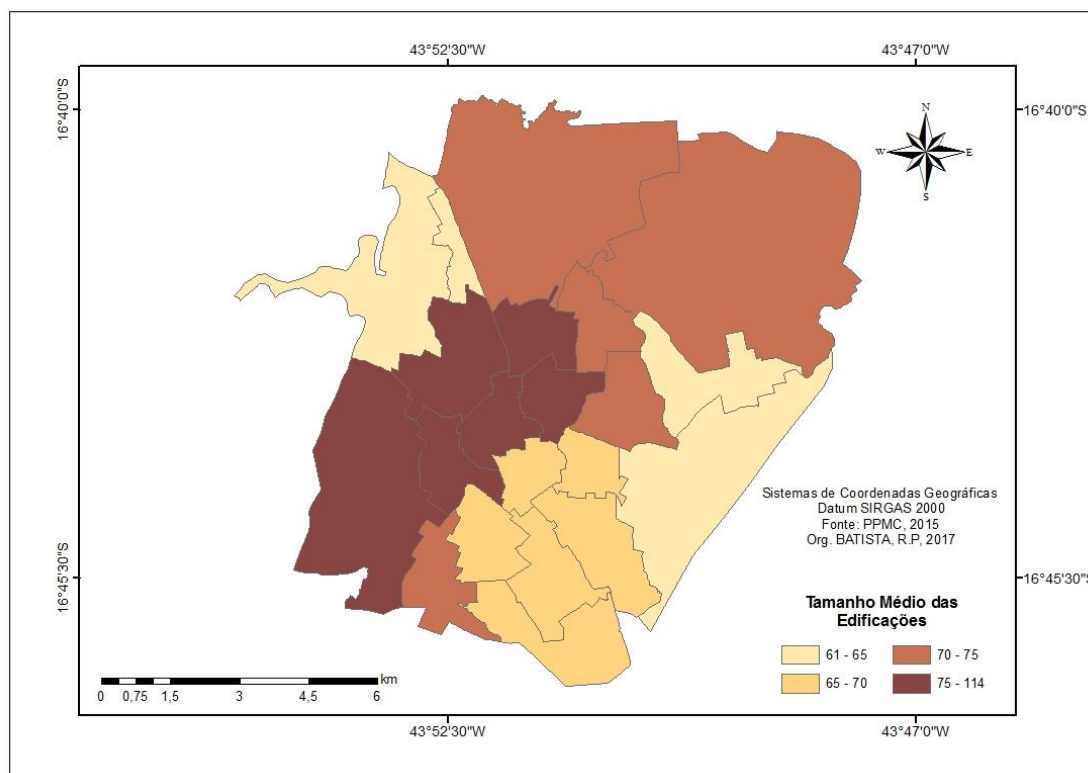 43°52'30"W
43°47'0"W
16°40'0"S
16°40'0"S
N
W
E
S
Sistemas de Coordenadas Geográficas
Datum SIRGAS 2000
Fonte: PPMC, 2015
Org. BATISTA, R.P, 2017
16°45'30"S
16°45'30"S
Tamanho Médio das
Edificações
61 - 65
70 - 75
65 - 70
75 - 114
km
0 0,75 1,5 3 4,5 6
43°52'30"W
43°47'0"W